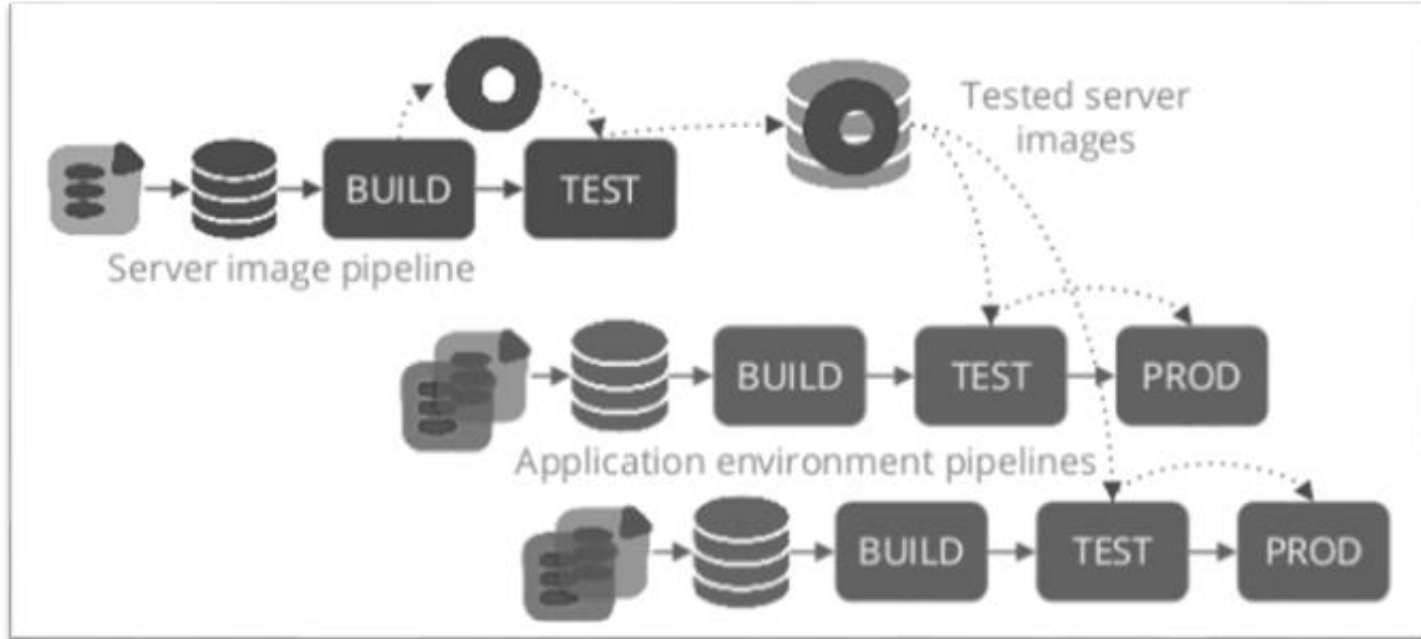 Tested server
images
BUILD
TEST
Server image pipeline
BUILD
TEST
PROD
Application environment pipelines
BUILD
TEST
PROD